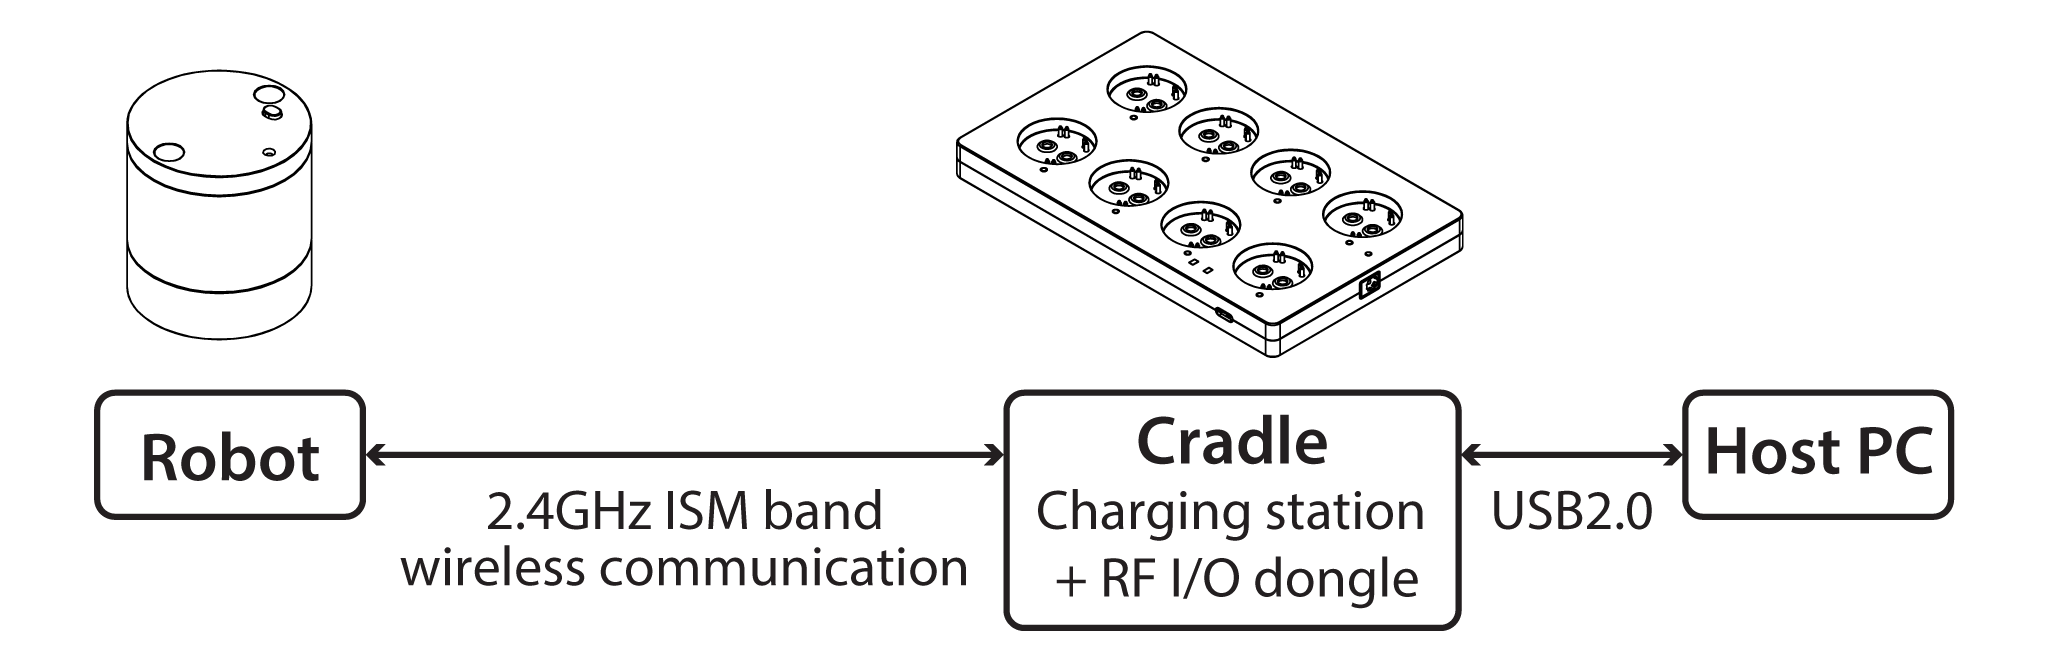 Robot
2.4GHz ISM band
wireless communication
Cradle
Charging station
+ RF I/O dongle
USB2.0
Host PC